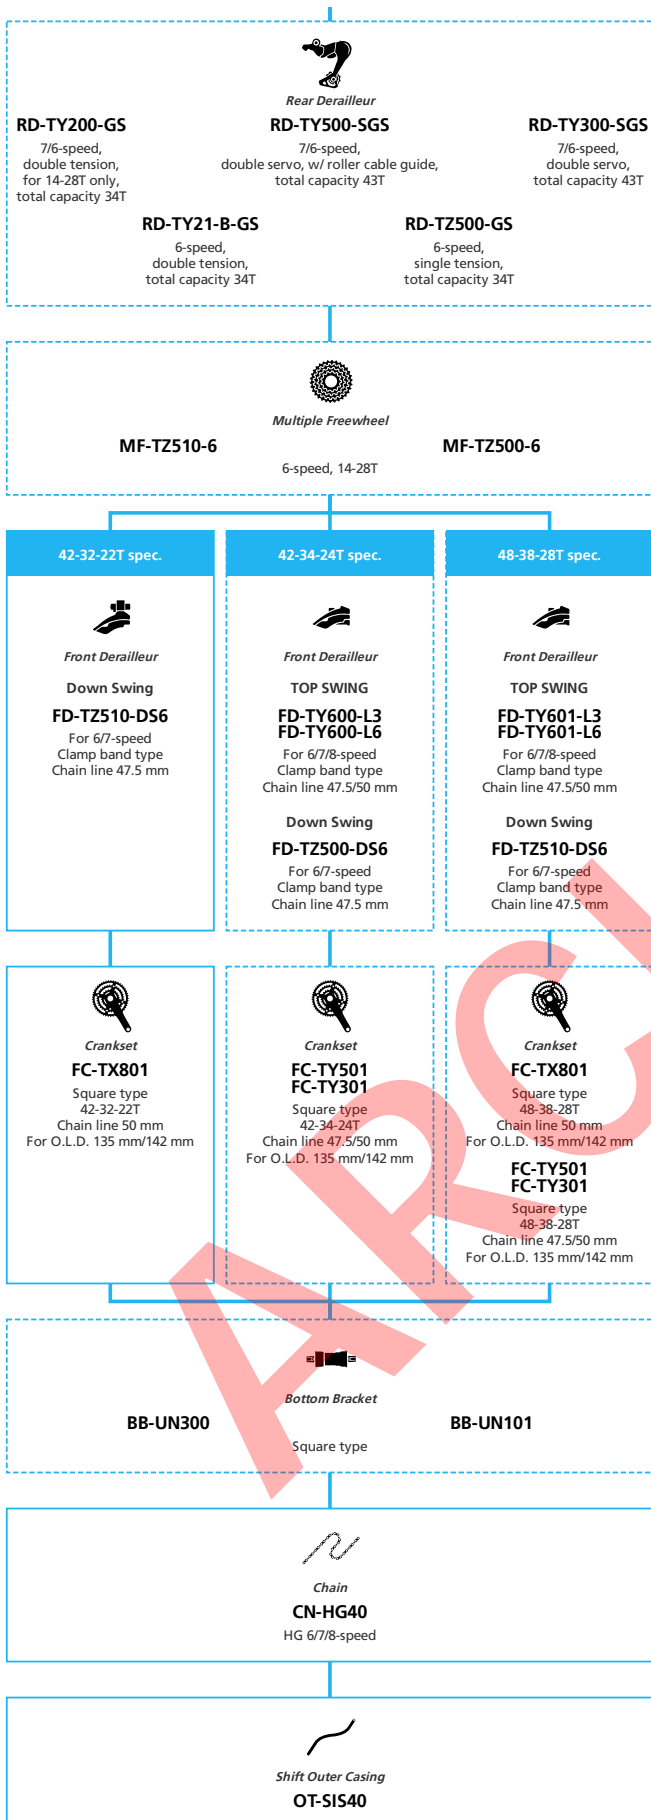 Rear Derailleur
RD-TY200-GS
7/6-speed,
double tension,
for 14-28T only,
total capacity 34T
RD-TY500-SGS
7/6-speed,
double servo, w/ roller cable guide,
total capacity 43T
RD-TY300-SGS
7/6-speed,
double servo,
total capacity 43T
RD-TY21-B-GS
6-speed,
double tension,
total capacity 34T
RD-TZ500-GS
6-speed,
single tension,
total capacity 34T
Multiple Freewheel
MF-TZ510-6
MF-TZ500-6
6-speed, 14-28T
42-32-22T spec.
Front Derailleur
Down Swing
FD-TZ510-DS6
For 6/7-speed
Clamp band type
Chain line 47.5 mm
Crankset
FC-TX801
Square type
42-32-22T
Chain line 50 mm
For O.L.D. 135 mm/142 mm
42-34-24T spec.
Front Derailleur
TOP SWING
FD-TY600-L3
FD-TY600-L6
For 6/7/8-speed
Clamp band type
Chain line 47.5/50 mm
Down Swing
FD-TZ500-DS6
For 6/7-speed
Clamp band type
Chain line 47.5 mm
Crankset
FC-TY501
FC-TY301
Square type
42-34-24T
Chain line 47.5/50 mm
For O.L.D. 135 mm/142 mm
48-38-28T spec.
Front Derailleur
TOP SWING
FD-TY601-L3
FD-TY601-L6
For 6/7/8-speed
Clamp band type
Chain line 47.5/50 mm
Down Swing
FD-TZ510-DS6
For 6/7-speed
Clamp band type
Chain line 47.5 mm
Crankset
FC-TX801
Square type
48-38-28T
Chain line 50 mm
For O.L.D. 135 mm/142 mm
FC-TY501
FC-TY301
Square type
48-38-28T
Chain line 47.5/50 mm
For O.L.D. 135 mm/142 mm
Bottom Bracket
BB-UN300
BB-UN101
Square type
Chain
CN-HG40
HG 6/7/8-speed
Shift Outer Casing
OT-SIS40